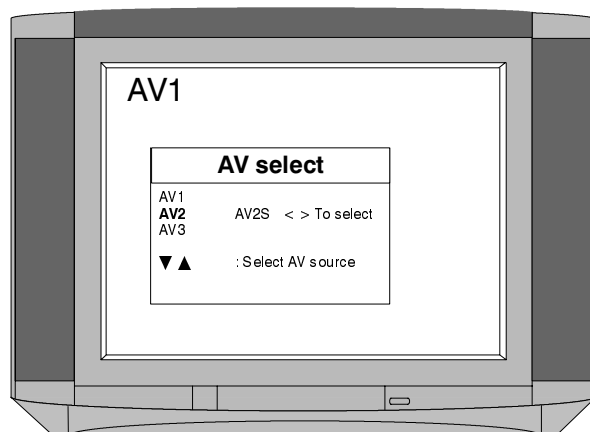 AV1
AV select
AV1
AV2 AV2S < > To select
AV3
▼ ▲ : Select AV source